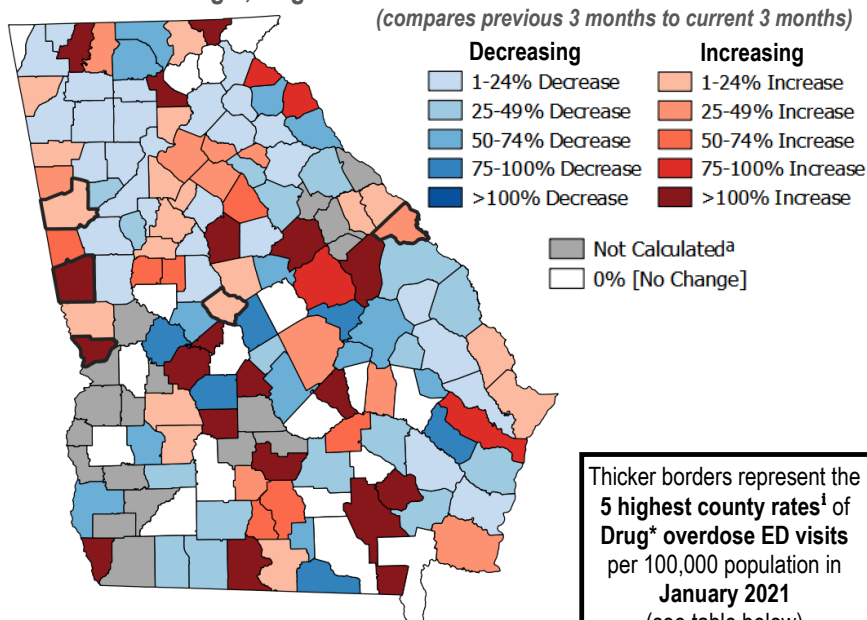 (compares previous 3 months to current 3 months)
Decreasing
1-24% Decrease
25-49% Decrease
50-74% Decrease
75-100% Decrease
>100% Decrease
Increasing
1-24% Increase
25-49% Increase
50-74% Increase
75-100% Increase
>100% Increase
Not Calculatedª
0% [No Change]
Thicker borders represent the
5 highest county rates¹ of
Drug* overdose ED visits
per 100,000 population in
January 2021
(see table below)